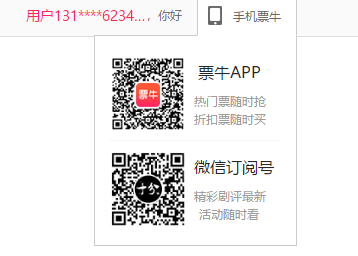 用户131****6234...，你好
手机票牛
票牛
票牛APP
热门票随时抢
折扣票随时买
十分
微信订阅号
精彩剧评最新
活动随时看